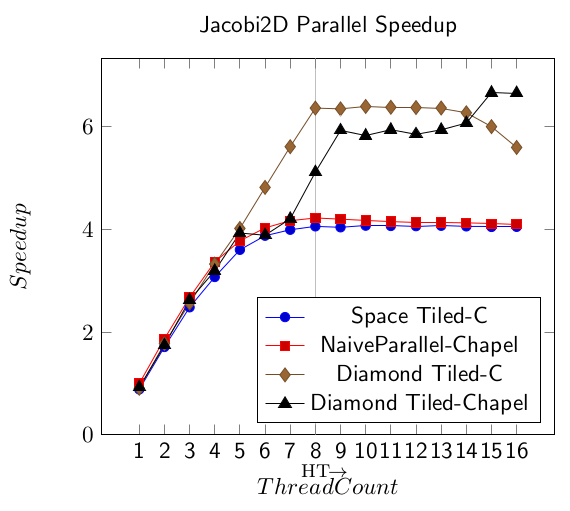 Jacobi2D Parallel Speedup
Speedup
6
4
2
0
Space Tiled-C
NaiveParallel-Chapel
Diamond Tiled-C
Diamond Tiled-Chapel
1 2 3 4 5 6 7 8 9 10 11 12 13 14 15 16
HT→
ThreadCount